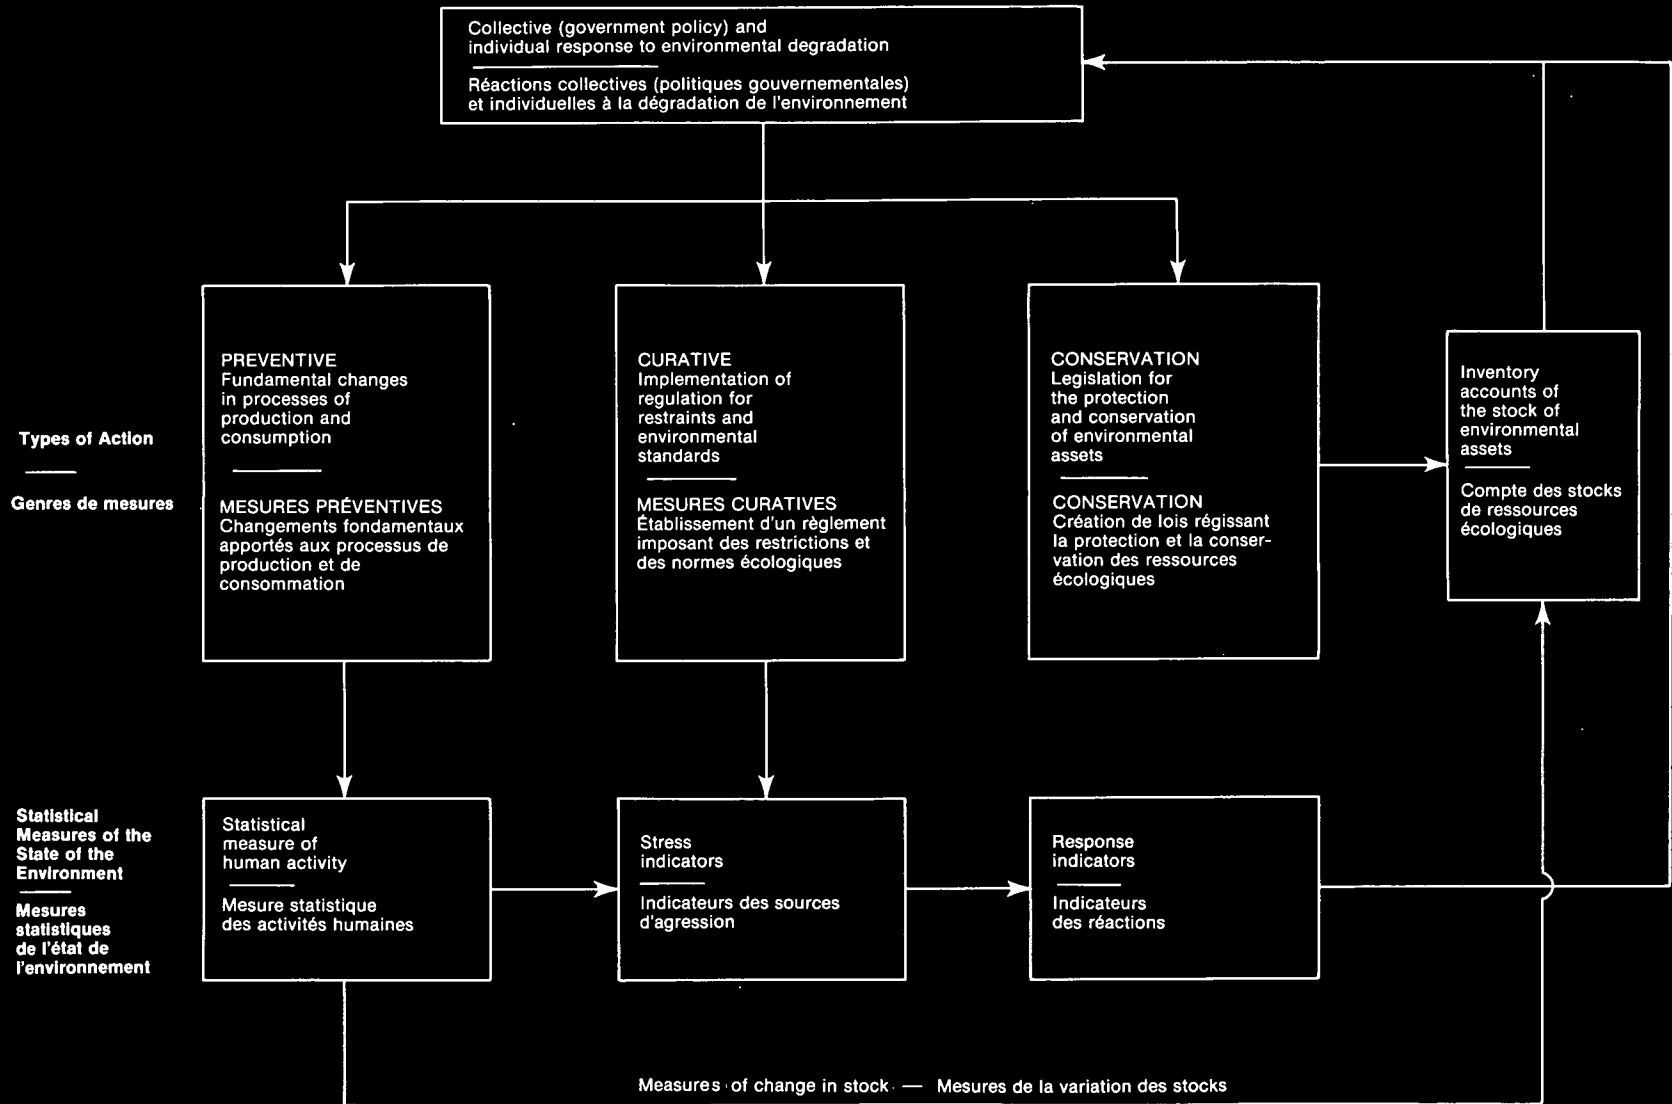 Collective (government policy) and
individual response to environmental degradation
Réactions collectives (politiques gouvernementales)
et individuelles à la dégradation de l'environnement
Types of Action
Genres de mesures
PREVENTIVE
Fundamental changes
in processes of
production and
consumption
MESURES PRÉVENTIVES
Changements fondamentaux
apportés aux processus de
production et de
consommation
CURATIVE
Implementation of
regulation for
restraints and
environmental
standards
MESURES CURATIVES
Établissement d'un règlement
imposant des restrictions et
des normes écologiques
CONSERVATION
Legislation for
the protection
and conservation
of environmental
assets
CONSERVATION
Création de lois régissant
la protection et la conser-
vation des ressources
écologiques
Inventory
accounts of
the stock of
environmental
assets
Compte des stocks
de ressources
écologiques
Statistical
Measures of the
State of the
Environment
Mesures
statistiques
de l'état de
l'environnement
Statistical
measure of
human activity
Mesure statistique
des activités humaines
Stress
indicators
Indicateurs des sources
d'agression
Response
indicators
Indicateurs
des réactions
Measures of change in stock — Mesures de la variation des stocks